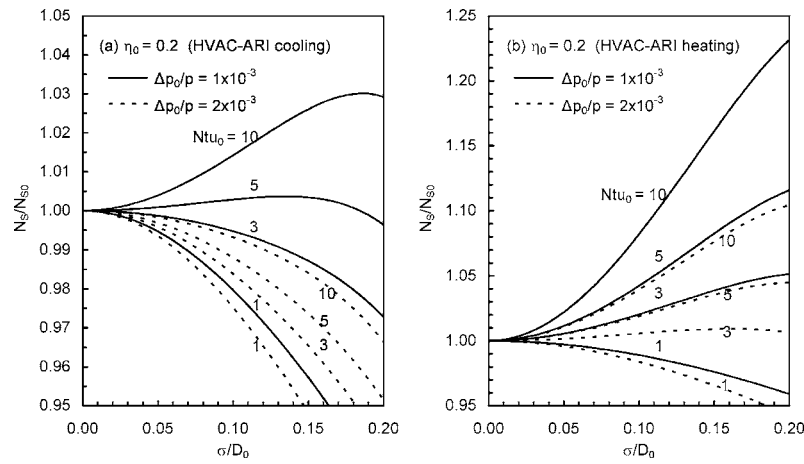 (a) η₀ = 0.2 (HVAC-ARI cooling)
Δp₀/p = 1x10⁻³
Δp₀/p = 2x10⁻³
Ntu₀ = 10
5
3
10
5
3
1
1
1.05
1.04
1.03
1.02
1.01
1.00
0.99
0.98
0.97
0.96
0.95
N_S/N_S0
0.00 0.05 0.10 0.15 0.20
σ/D₀
(b) η₀ = 0.2 (HVAC-ARI heating)
Δp₀/p = 1x10⁻³
Δp₀/p = 2x10⁻³
Ntu₀ = 10
5
10
3
5
3
1
1
1.25
1.20
1.15
1.10
1.05
1.00
0.95
N_S/N_S0
0.00 0.05 0.10 0.15 0.20
σ/D₀